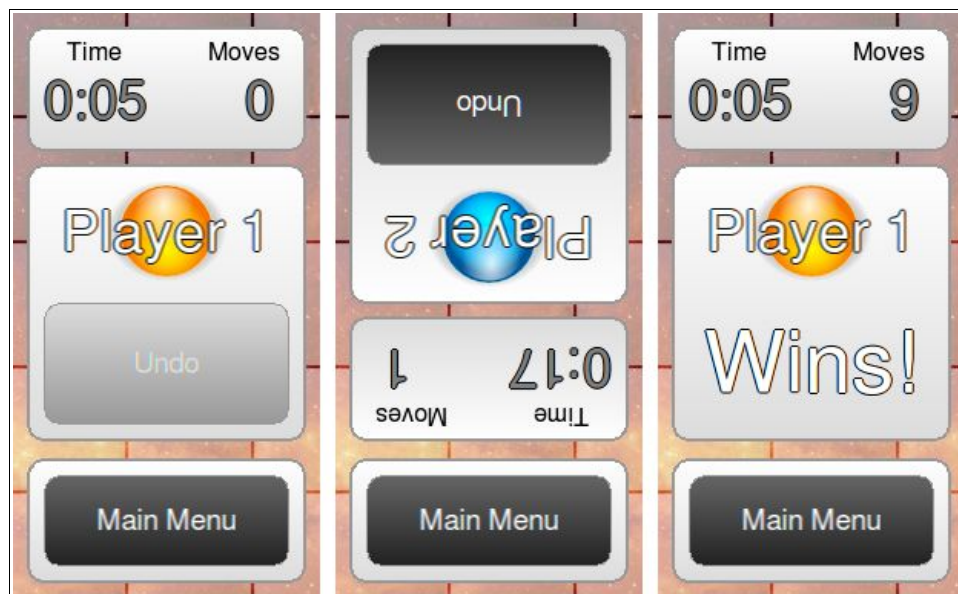 Time Moves
0:05 0
Player 1
Undo
Main Menu
Undo
Player 2
1 0:17
Moves Time
Main Menu
Time Moves
0:05 9
Player 1
Wins!
Main Menu